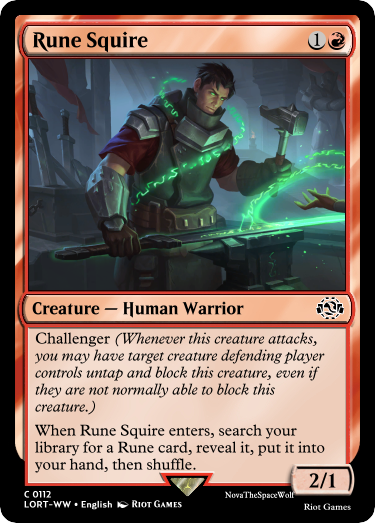 Rune Squire 1
Creature — Human Warrior
Challenger (Whenever this creature attacks,
you may have target creature defending player
controls untap and block this creature, even if
they are not normally able to block this
creature.)
When Rune Squire enters, search your
library for a Rune card, reveal it, put it into
your hand, then shuffle.
2/1
C 0112
LORT-WW • English Riot Games
NovaTheSpaceWolf
Riot Games